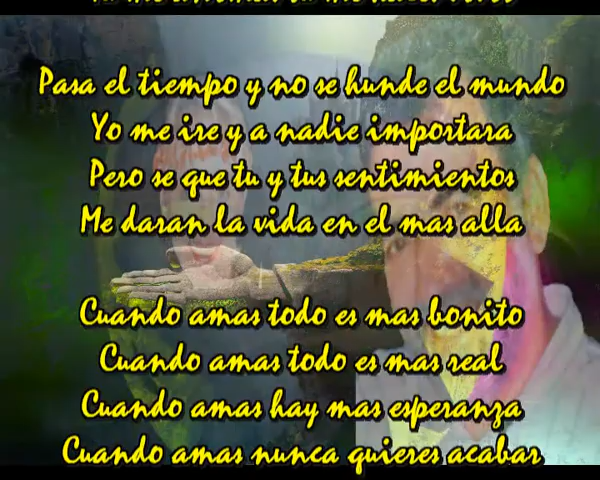 Pasa el tiempo y no se hunde el mundo
Yo me ire y a nadie importara
Pero se que tu y tus sentimientos
Me daran la vida en el mas alla
Cuando amas todo es mas bonito
Cuando amas todo es mas real
Cuando amas hay mas esperanza
Cuando amas nunca quieres acabar